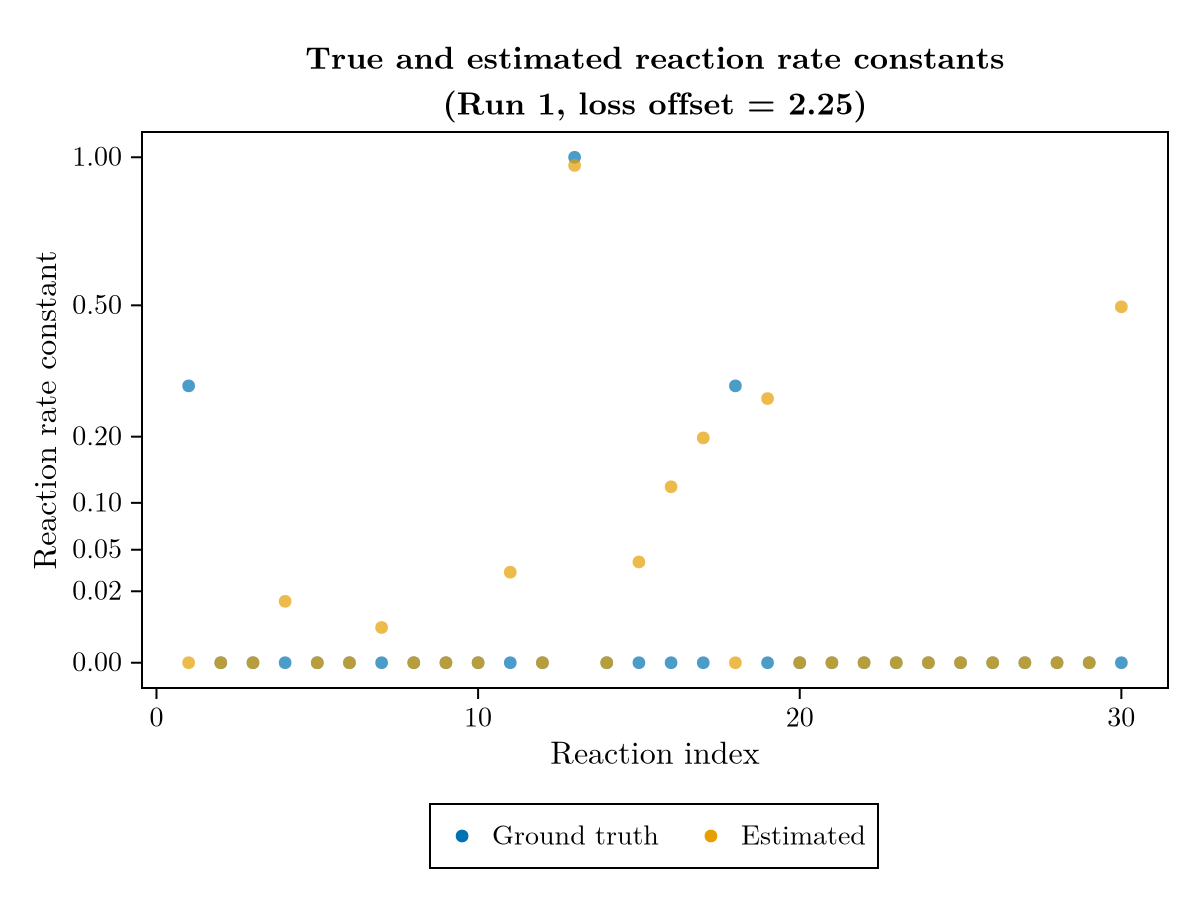 True and estimated reaction rate constants
(Run 1, loss offset = 2.25)
Reaction rate constant
1.00
0.50
0.20
0.10
0.05
0.02
0.00
0 10 20 30
Reaction index
Ground truth Estimated